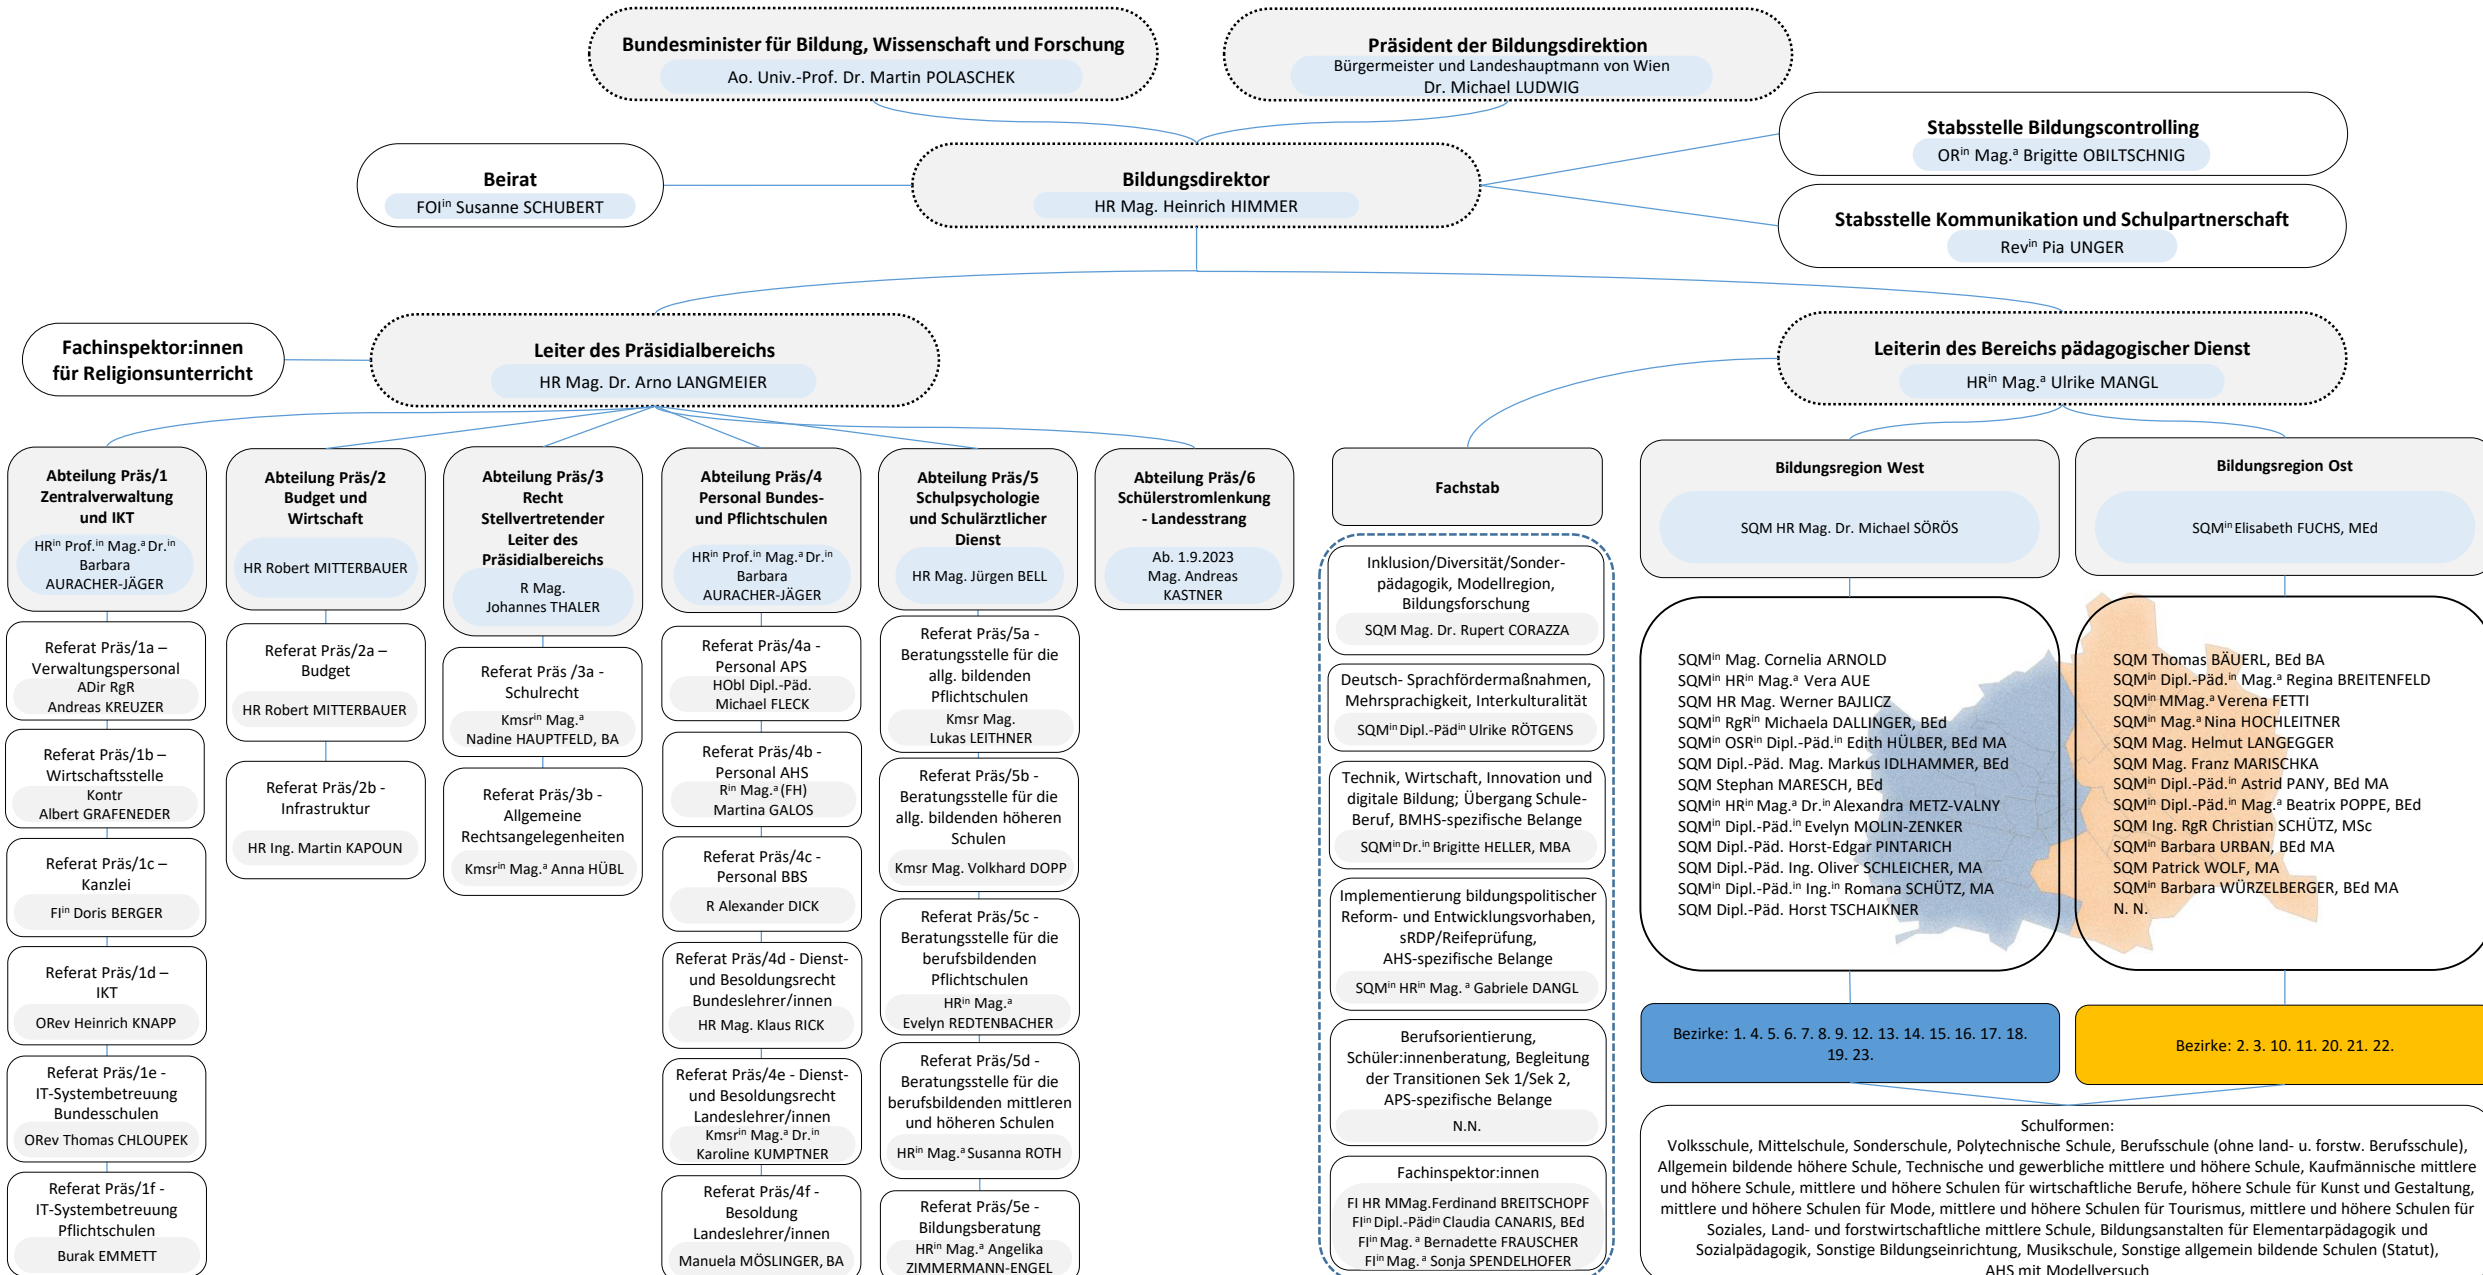 Bundesminister für Bildung, Wissenschaft und Forschung
Ao. Univ.-Prof. Dr. Martin POLASCHEK
Präsident der Bildungsdirektion
Bürgermeister und Landeshauptmann von Wien
Dr. Michael LUDWIG
Stabsstelle Bildungscontrolling
ORin Mag.a Brigitte OBILTSCHNIG
Beirat
FOIin Susanne SCHUBERT
Bildungsdirektor
HR Mag. Heinrich HIMMER
Stabsstelle Kommunikation und Schulpartnerschaft
Revin Pia UNGER
Fachinspektor:innen
für Religionsunterricht
Leiter des Präsidialbereichs
HR Mag. Dr. Arno LANGMEIER
Leiterin des Bereichs pädagogischer Dienst
HRin Mag.a Ulrike MANGL
Abteilung Präs/1
Zentralverwaltung
und IKT
HRin Prof.in Mag.a Dr.in
Barbara
AURACHER-JÄGER
Referat Präs/1a –
Verwaltungspersonal
ADir RgR
Andreas KREUZER
Referat Präs/1b –
Wirtschaftsstelle
Kontr
Albert GRAFENEDER
Referat Präs/1c –
Kanzlei
FIin Doris BERGER
Referat Präs/1d –
IKT
ORev Heinrich KNAPP
Referat Präs/1e -
IT-Systembetreuung
Bundesschulen
ORev Thomas CHLOUPEK
Referat Präs/1f -
IT-Systembetreuung
Pflichtschulen
Burak EMMETT
Abteilung Präs/2
Budget und
Wirtschaft
HR Robert MITTERBAUER
Referat Präs/2a –
Budget
HR Robert MITTERBAUER
Referat Präs/2b -
Infrastruktur
HR Ing. Martin KAPOUN
Abteilung Präs/3
Recht
Stellvertretender
Leiter des
Präsidialbereichs
R Mag.
Johannes THALER
Referat Präs /3a -
Schulrecht
Kmsrin Mag.a
Nadine HAUPTFELD, BA
Referat Präs/3b -
Allgemeine
Rechtsangelegenheiten
Kmsrin Mag.a Anna HÜBL
Abteilung Präs/4
Personal Bundes-
und Pflichtschulen
HRin Prof.in Mag.a Dr.in
Barbara
AURACHER-JÄGER
Referat Präs/4a -
Personal APS
HObl Dipl.-Päd.
Michael FLECK
Referat Präs/4b -
Personal AHS
Rin Mag.a (FH)
Martina GALOS
Referat Präs/4c -
Personal BBS
R Alexander DICK
Referat Präs/4d - Dienst-
und Besoldungsrecht
Bundeslehrer/innen
HR Mag. Klaus RICK
Referat Präs/4e - Dienst-
und Besoldungsrecht
Landeslehrer/innen
Kmsrin Mag.a Dr.in
Karoline KUMPTNER
Referat Präs/4f -
Besoldung
Landeslehrer/innen
Manuela MÖSLINGER, BA
Abteilung Präs/5
Schulpsychologie
und Schulärztlicher
Dienst
HR Mag. Jürgen BELL
Referat Präs/5a -
Beratungsstelle für die
allg. bildenden
Pflichtschulen
Kmsr Mag.
Lukas LEITHNER
Referat Präs/5b -
Beratungsstelle für die
allg. bildenden höheren
Schulen
Kmsr Mag. Volkhard DOPP
Referat Präs/5c -
Beratungsstelle für die
berufsbildenden
Pflichtschulen
HRin Mag.a
Evelyn REDTENBACHER
Referat Präs/5d -
Beratungsstelle für die
berufsbildenden mittleren
und höheren Schulen
HRin Mag.a Susanna ROTH
Referat Präs/5e -
Bildungsberatung
HRin Mag.a Angelika
ZIMMERMANN-ENGEL
Abteilung Präs/6
Schülerstromlenkung
- Landesstrang
Ab. 1.9.2023
Mag. Andreas
KASTNER
Fachstab
Inklusion/Diversität/Sonder-
pädagogik, Modellregion,
Bildungsforschung
SQM Mag. Dr. Rupert CORAZZA
Deutsch- Sprachfördermaßnahmen,
Mehrsprachigkeit, Interkulturalität
SQMin Dipl.-Pädin Ulrike RÖTGENS
Technik, Wirtschaft, Innovation und
digitale Bildung; Übergang Schule-
Beruf, BMHS-spezifische Belange
SQMin Dr.in Brigitte HELLER, MBA
Implementierung bildungspolitischer
Reform- und Entwicklungsvorhaben,
sRDP/Reifeprüfung,
AHS-spezifische Belange
SQMin HRin Mag. a Gabriele DANGL
Berufsorientierung,
Schüler:innenberatung, Begleitung
der Transitionen Sek 1/Sek 2,
APS-spezifische Belange
N.N.
Fachinspektor:innen
FI HR MMag.Ferdinand BREITSCHOPF
FIin Dipl.-Pädin Claudia CANARIS, BEd
FIin Mag. a Bernadette FRAUSCHER
FIin Mag. a Sonja SPENDELHOFER
Bildungsregion West
SQM HR Mag. Dr. Michael SÖRÖS
SQMin Mag. Cornelia ARNOLD
SQMin HRin Mag.a Vera AUE
SQM HR Mag. Werner BAJLICZ
SQMin RgRin Michaela DALLINGER, BEd
SQMin OSRin Dipl.-Päd.in Edith HÜLBER, BEd MA
SQM Dipl.-Päd. Mag. Markus IDLHAMMER, BEd
SQM Stephan MARESCH, BEd
SQMin HRin Mag.a Dr.in Alexandra METZ-VALNY
SQMin Dipl.-Päd.in Evelyn MOLIN-ZENKER
SQM Dipl.-Päd. Horst-Edgar PINTARICH
SQM Dipl.-Päd. Ing. Oliver SCHLEICHER, MA
SQMin Dipl.-Päd.in Ing.in Romana SCHÜTZ, MA
SQM Dipl.-Päd. Horst TSCHAIKNER
Bezirke: 1. 4. 5. 6. 7. 8. 9. 12. 13. 14. 15. 16. 17. 18.
19. 23.
Bildungsregion Ost
SQMin Elisabeth FUCHS, MEd
SQM Thomas BÄUERL, BEd BA
SQMin Dipl.-Päd.in Mag.a Regina BREITENFELD
SQMin MMag.a Verena FETTI
SQMin Mag.a Nina HOCHLEITNER
SQM Mag. Helmut LANGEGGER
SQM Mag. Franz MARISCHKA
SQMin Dipl.-Päd.in Astrid PANY, BEd MA
SQMin Dipl.-Päd.in Mag.a Beatrix POPPE, BEd
SQM Ing. RgR Christian SCHÜTZ, MSc
SQMin Barbara URBAN, BEd MA
SQM Patrick WOLF, MA
SQMin Barbara WÜRZELBERGER, BEd MA
N. N.
Bezirke: 2. 3. 10. 11. 20. 21. 22.
Schulformen:
Volksschule, Mittelschule, Sonderschule, Polytechnische Schule, Berufsschule (ohne land- u. forstw. Berufsschule),
Allgemein bildende höhere Schule, Technische und gewerbliche mittlere und höhere Schule, Kaufmännische mittlere
und höhere Schule, mittlere und höhere Schulen für wirtschaftliche Berufe, höhere Schule für Kunst und Gestaltung,
mittlere und höhere Schulen für Mode, mittlere und höhere Schulen für Tourismus, mittlere und höhere Schulen für
Soziales, Land- und forstwirtschaftliche mittlere Schule, Bildungsanstalten für Elementarpädagogik und
Sozialpädagogik, Sonstige Bildungseinrichtung, Musikschule, Sonstige allgemein bildende Schulen (Statut),
AHS mit Modellversuch